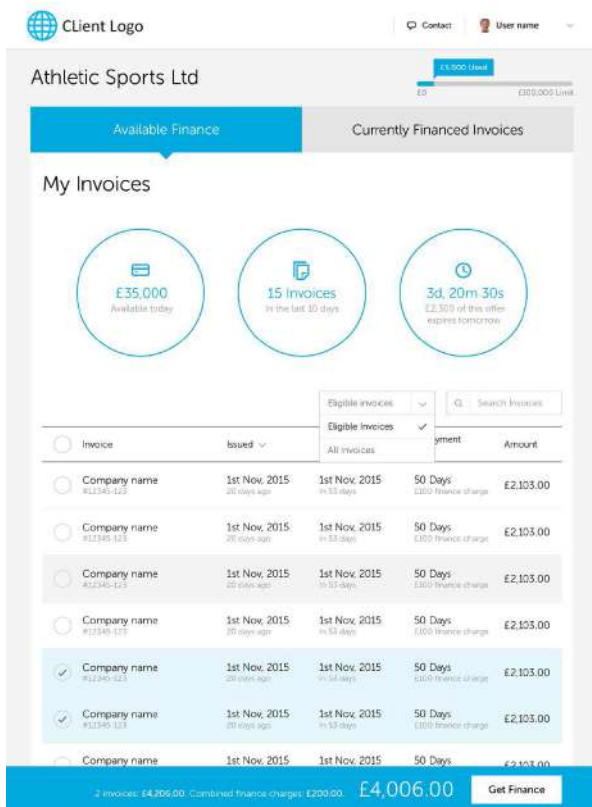 CLient Logo
Contact
User name
Athletic Sports Ltd
£5,000 Used
£0
£300,000 Limit
Available Finance
Currently Financed Invoices
My Invoices
£35,000
Available today
15 Invoices
in the last 10 days
3d, 20m 30s
£2,500 of this offer
expires tomorrow
Eligible invoices
Search Invoices
Eligible Invoices
All invoices
Invoice
Issued
yment
Amount
Company name
1st Nov, 2015
1st Nov, 2015
50 Days
£2,103.00
#12345-123
20 days ago
in 53 days
£100 finance charge
Company name
1st Nov, 2015
1st Nov, 2015
50 Days
£2,103.00
#12345-123
20 days ago
in 53 days
£100 finance charge
Company name
1st Nov, 2015
1st Nov, 2015
50 Days
£2,103.00
#12345-123
20 days ago
in 53 days
£100 finance charge
Company name
1st Nov, 2015
1st Nov, 2015
50 Days
£2,103.00
#12345-123
20 days ago
in 53 days
£100 finance charge
Company name
1st Nov, 2015
1st Nov, 2015
50 Days
£2,103.00
#12345-123
20 days ago
in 53 days
£100 finance charge
Company name
1st Nov, 2015
1st Nov, 2015
50 Days
£2,103.00
#12345-123
20 days ago
in 53 days
£100 finance charge
Company name
1st Nov, 2015
1st Nov, 2015
50 Days
£2,103.00
2 invoices: £4,206.00. Combined finance charges: £200.00.
£4,006.00
Get Finance